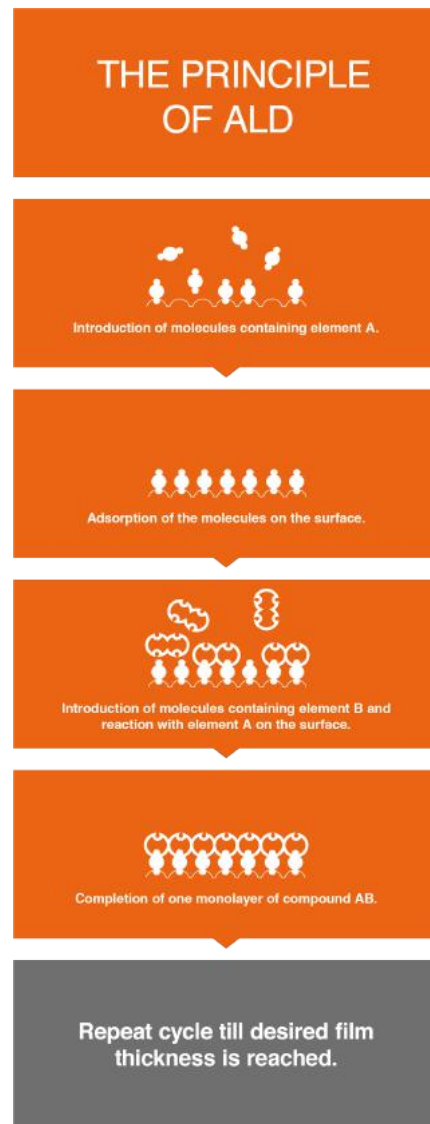 THE PRINCIPLE
OF ALD
Introduction of molecules containing element A.
Adsorption of the molecules on the surface.
Introduction of molecules containing element B and
reaction with element A on the surface.
Completion of one monolayer of compound AB.
Repeat cycle till desired film
thickness is reached.